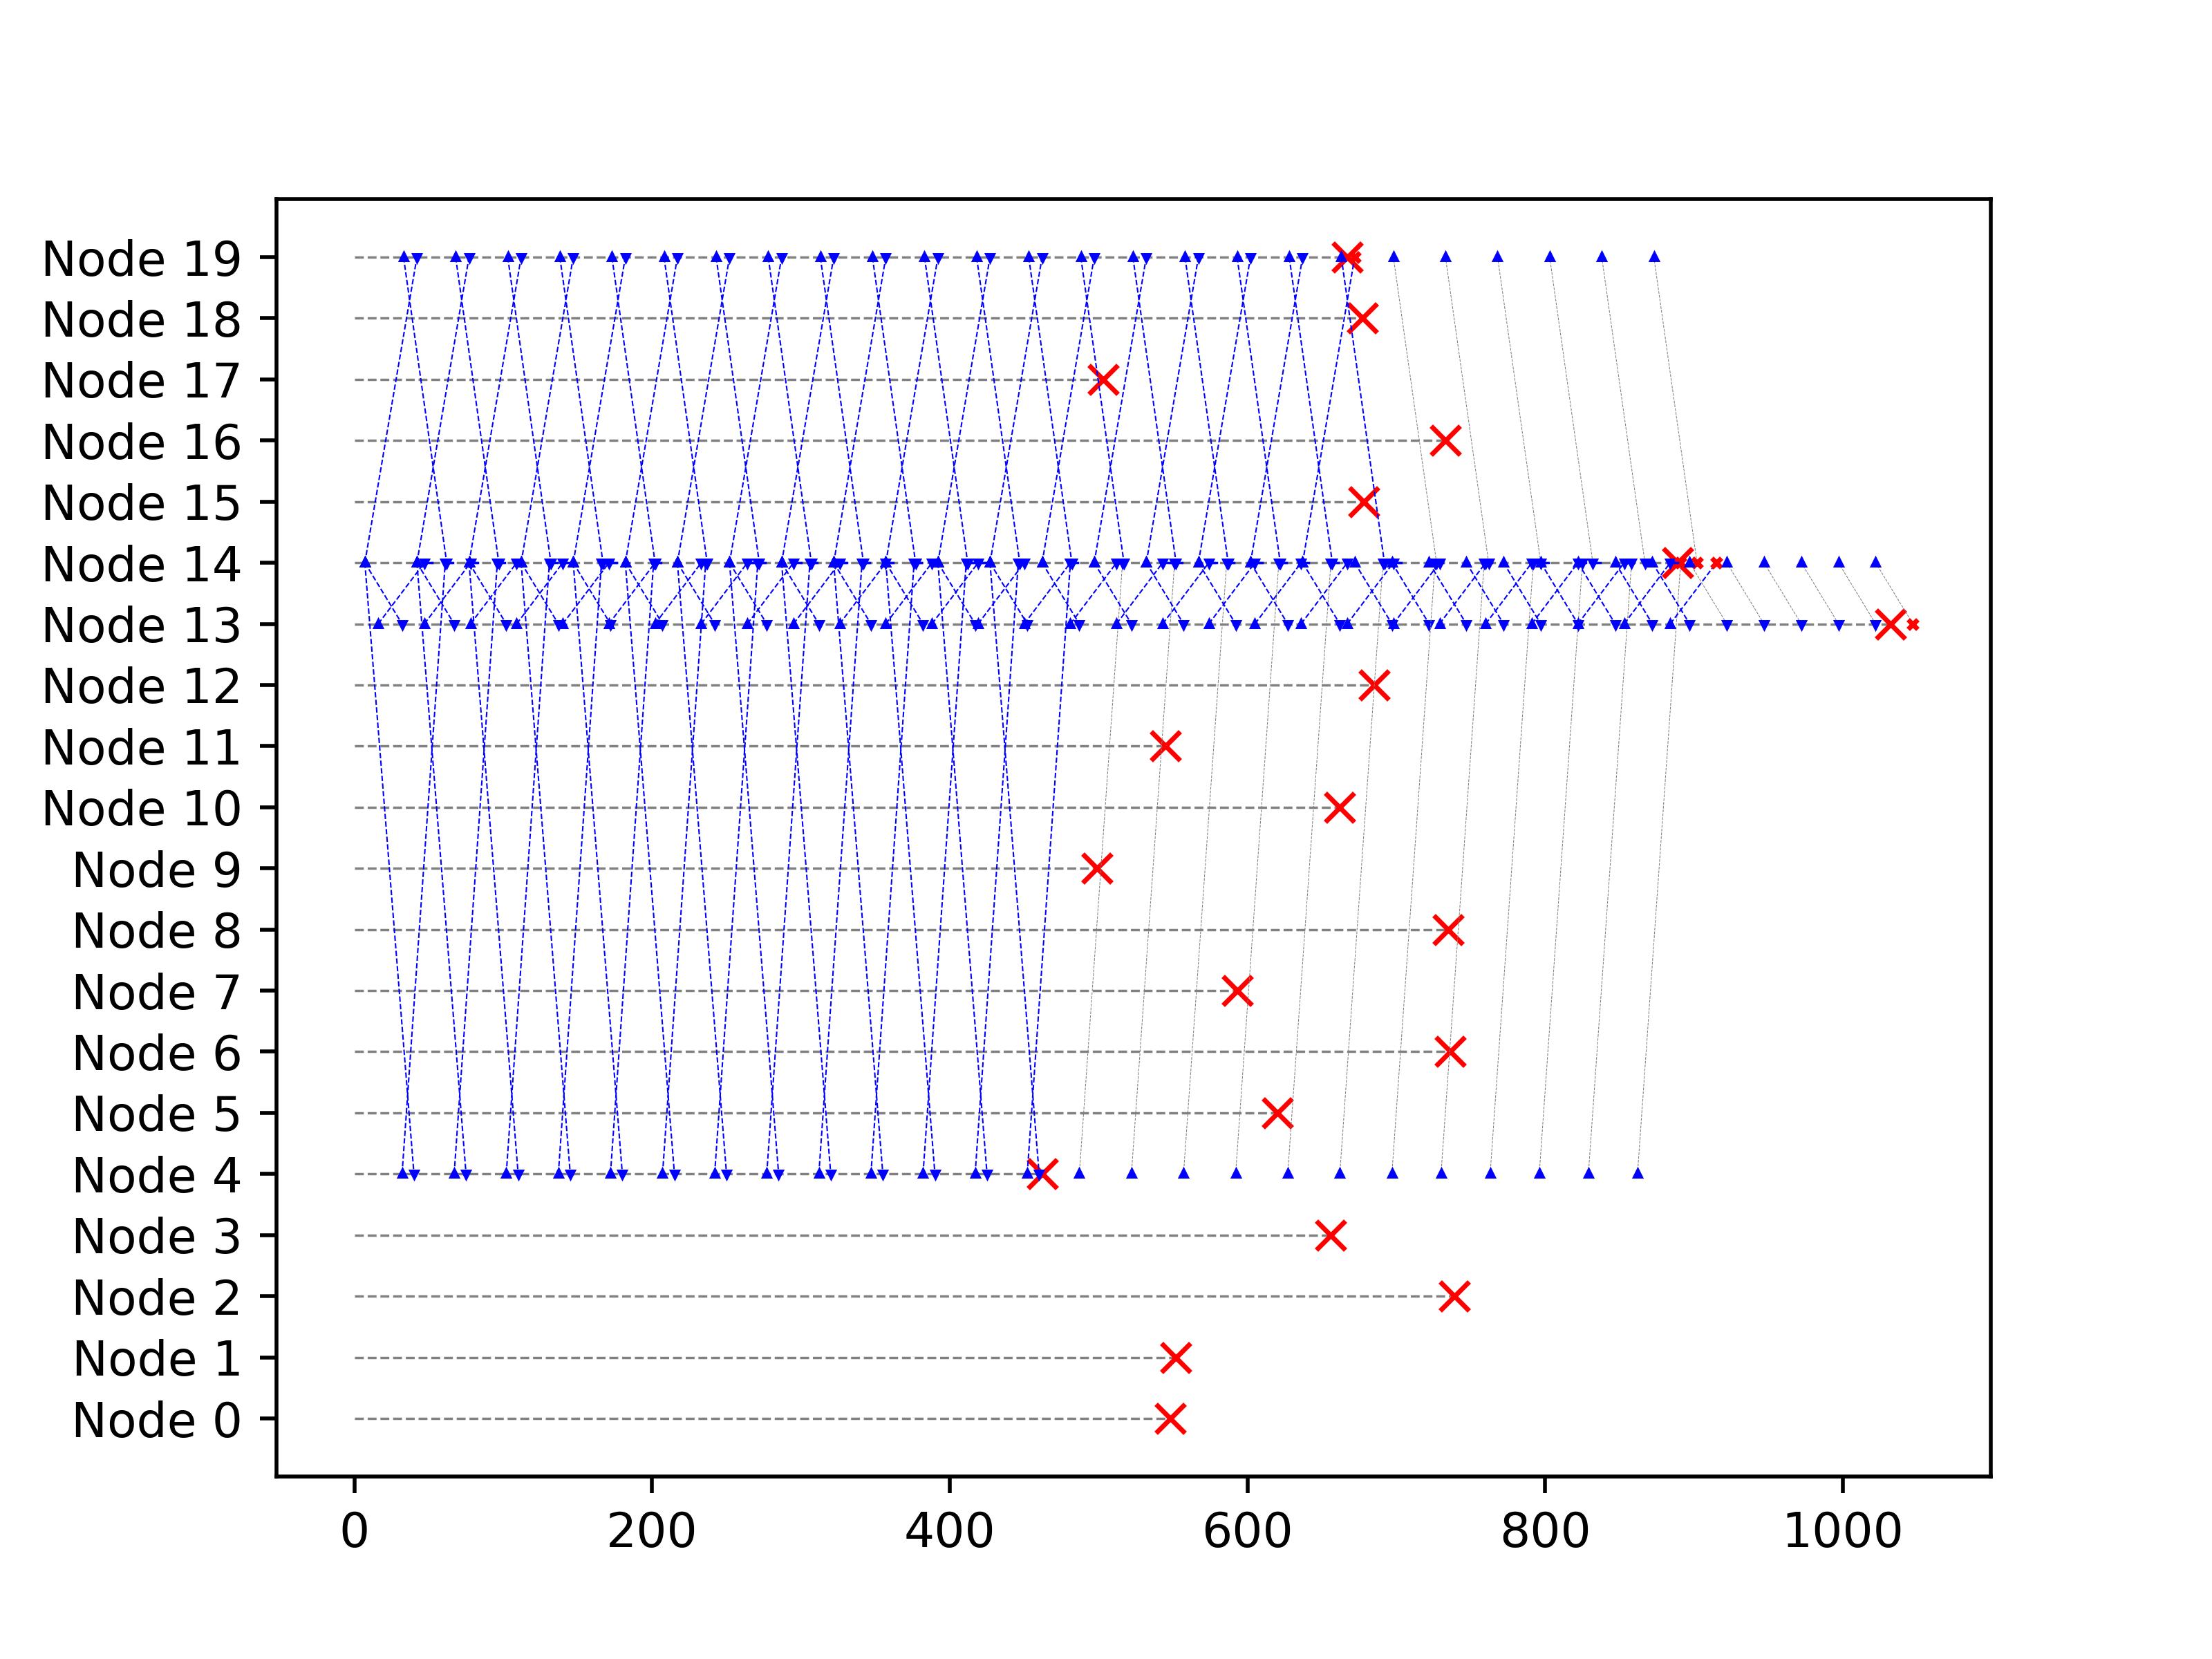 Node 19
Node 18
Node 17
Node 16
Node 15
Node 14
Node 13
Node 12
Node 11
Node 10
Node 9
Node 8
Node 7
Node 6
Node 5
Node 4
Node 3
Node 2
Node 1
Node 0
0 200 400 600 800 1000